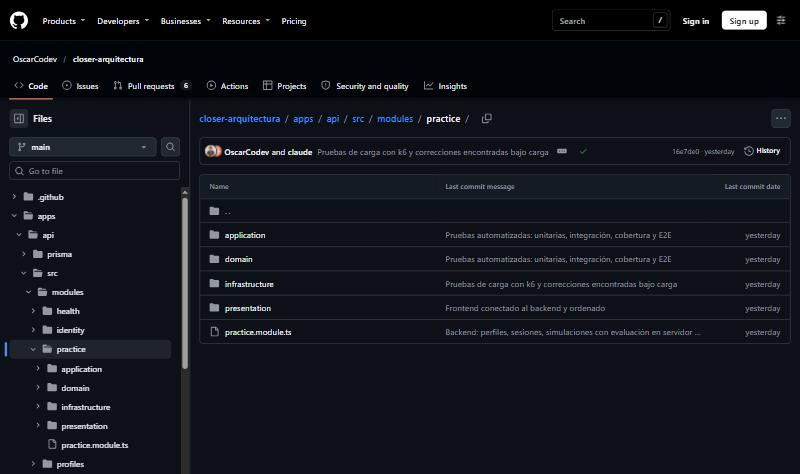 Products Developers Businesses Resources Pricing Search / Sign in Sign up
OscarCodev / closer-arquitectura
Code Issues Pull requests 6 Actions Projects Security and quality Insights
Files
main
Go to file
.github
apps
api
prisma
src
modules
health
identity
practice
application
domain
infrastructure
presentation
practice.module.ts
profiles
closer-arquitectura / apps / api / src / modules / practice /
OscarCodev and claude Pruebas de carga con k6 y correcciones encontradas bajo carga 16e7de0 · yesterday History
Name Last commit message Last commit date
..
application Pruebas automatizadas: unitarias, integración, cobertura y E2E yesterday
domain Pruebas automatizadas: unitarias, integración, cobertura y E2E yesterday
infrastructure Pruebas de carga con k6 y correcciones encontradas bajo carga yesterday
presentation Frontend conectado al backend y ordenado yesterday
practice.module.ts Backend: perfiles, sesiones, simulaciones con evaluación en servidor ... yesterday